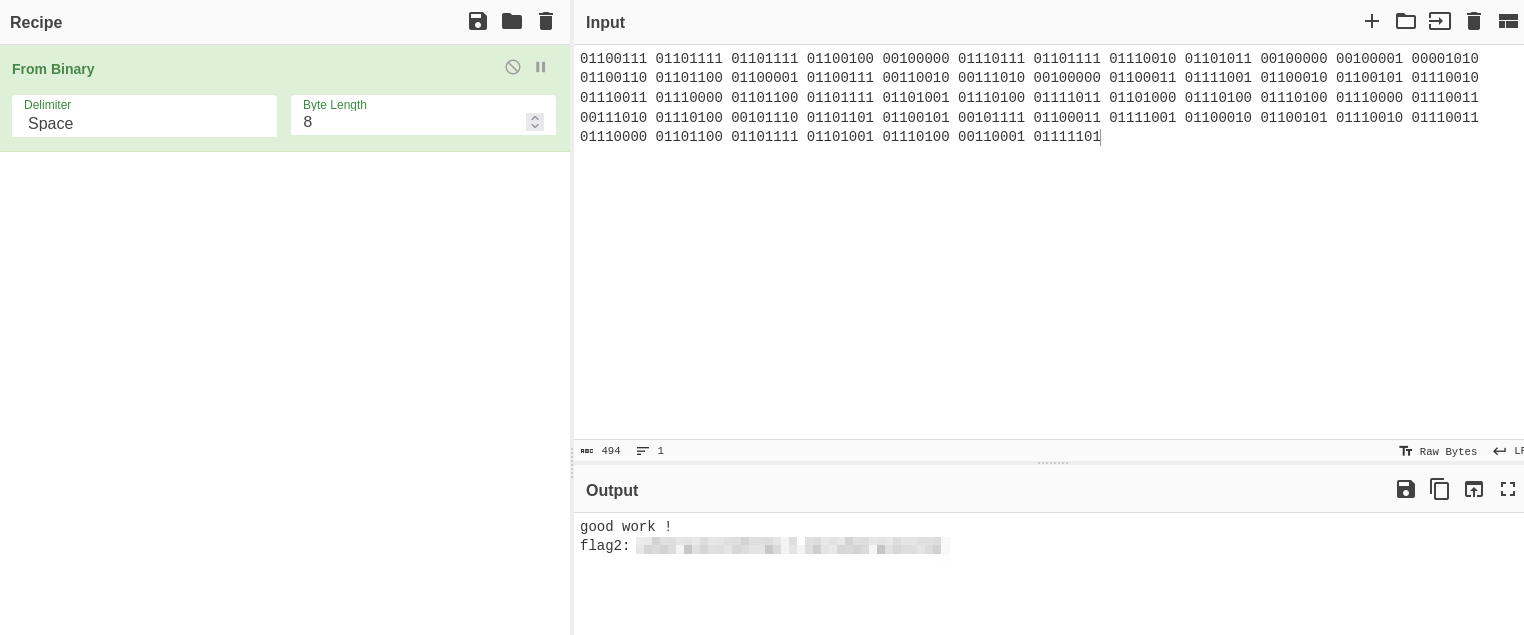 Recipe
From Binary
Delimiter
Space
Byte Length
8
Input
01100111 01101111 01101111 01100100 00100000 01110111 01101111 01110010 01101011 00100000 00100001 00001010
01100110 01101100 01100001 01100111 00110010 00111010 00100000 01100011 01111001 01100010 01100101 01110010
01110011 01110000 01101100 01101111 01101001 01110100 01111011 01101000 01110100 01110100 01110000 01110011
00111010 01110100 00101110 01101101 01100101 00101111 01100011 01111001 01100010 01100101 01110010 01110011
01110000 01101100 01101111 01101001 01110100 00110001 01111101
ABC 494 1
Raw Bytes
Output
good work !
flag2: